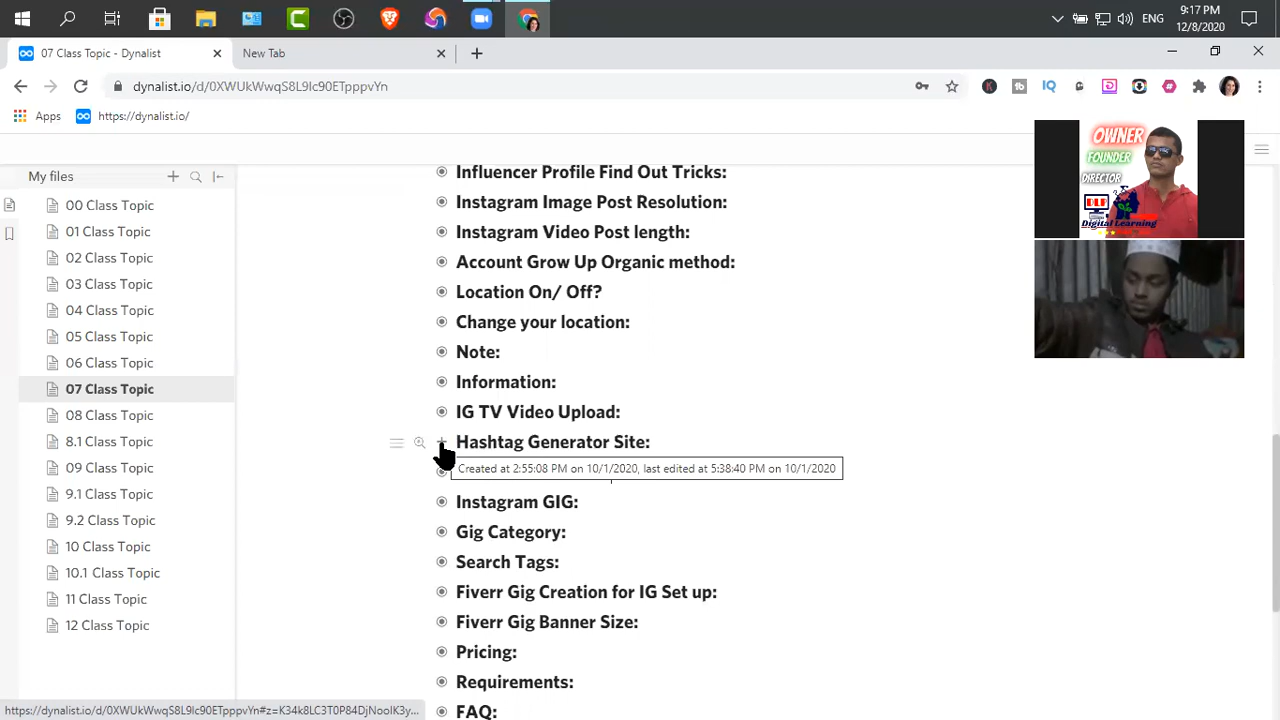 9:17 PM
ENG
12/8/2020
07 Class Topic - Dynalist
New Tab
dynalist.io/d/0XWUkWwqS8L9lc90ETpppvYn
Apps
https://dynalist.io/
My files
00 Class Topic
01 Class Topic
02 Class Topic
03 Class Topic
04 Class Topic
05 Class Topic
06 Class Topic
07 Class Topic
08 Class Topic
8.1 Class Topic
09 Class Topic
9.1 Class Topic
9.2 Class Topic
10 Class Topic
10.1 Class Topic
11 Class Topic
12 Class Topic
Influencer Profile Find Out Tricks:
Instagram Image Post Resolution:
Instagram Video Post length:
Account Grow Up Organic method:
Location On/ Off?
Change your location:
Note:
Information:
IG TV Video Upload:
Hashtag Generator Site:
Created at 2:55:08 PM on 10/1/2020, last edited at 5:38:40 PM on 10/1/2020
Instagram GIG:
Gig Category:
Search Tags:
Fiverr Gig Creation for IG Set up:
Fiverr Gig Banner Size:
Pricing:
Requirements:
FAQ:
OWNER
FOUNDER
DIRECTOR
DLF
Digital Learning
https://dynalist.io/d/0XWUkWwqS8L9lc90ETpppvYn#z=K34k8LC3T0P84DjNooIK3y...